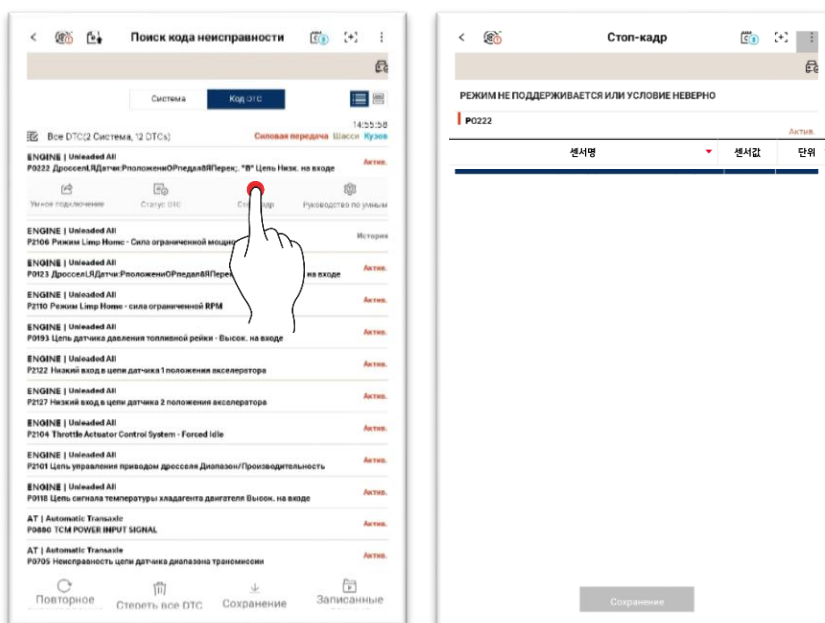 Поиск кода неисправности
Система
Код DTC
14:55:58
Все DTC(2 Система, 12 DTCs)
Силовая передача Шасси Кузов
ENGINE | Unleaded All
P0222 ДросселLЯДатчи:РположениОРпедал8ЯПерек;. "B" Цепь Низк. на входе
Актив.
Умное подключение
Статус DTC
Руководство по умным
ENGINE | Unleaded All
P2106 Режим Limp Home - Сила ограниченной
История
ENGINE | Unleaded All
P0123 ДросселLЯДатчи:РположениОРпедал8ЯПерек;. на входе
Актив.
ENGINE | Unleaded All
P2110 Режим Limp Home - сила ограниченной RPM
Актив.
ENGINE | Unleaded All
P0193 Цепь датчика давления топливной рейки - Высок. на входе
Актив.
ENGINE | Unleaded All
P2122 Низкий вход в цепи датчика 1 положения акселератора
Актив.
ENGINE | Unleaded All
P2127 Низкий вход в цепи датчика 2 положения акселератора
Актив.
ENGINE | Unleaded All
P2104 Throttle Actuator Control System - Forced Idle
Актив.
ENGINE | Unleaded All
P2101 Цепь управления приводом дросселя Диапазон/Производительность
Актив.
ENGINE | Unleaded All
P0118 Цепь сигнала температуры хладагента двигателя Высок. на входе
Актив.
AT | Automatic Transaxle
P0880 TCM POWER INPUT SIGNAL
Актив.
AT | Automatic Transaxle
P0705 Неисправность цепи датчика диапазона трансмиссии
Актив.
Повторное
Стереть все DTC
Сохранение
Записанные
Стоп-кадр
РЕЖИМ НЕ ПОДДЕРЖИВАЕТСЯ ИЛИ УСЛОВИЕ НЕВЕРНО
P0222
Актив.
센서명 센서값 단위
Сохранение